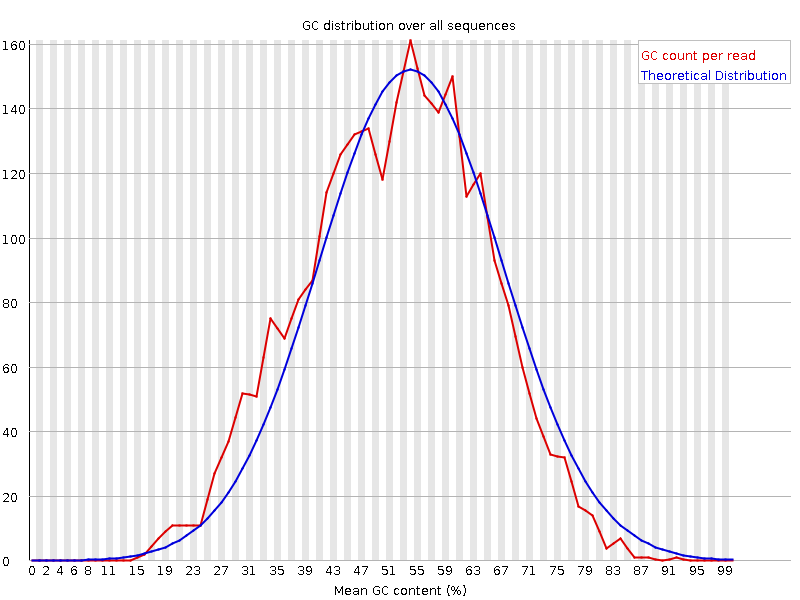 GC distribution over all sequences
GC count per read
Theoretical Distribution
160
140
120
100
80
60
40
20
0
0 2 4 6 8 11 15 19 23 27 31 35 39 43 47 51 55 59 63 67 71 75 79 83 87 91 95 99
Mean GC content (%)